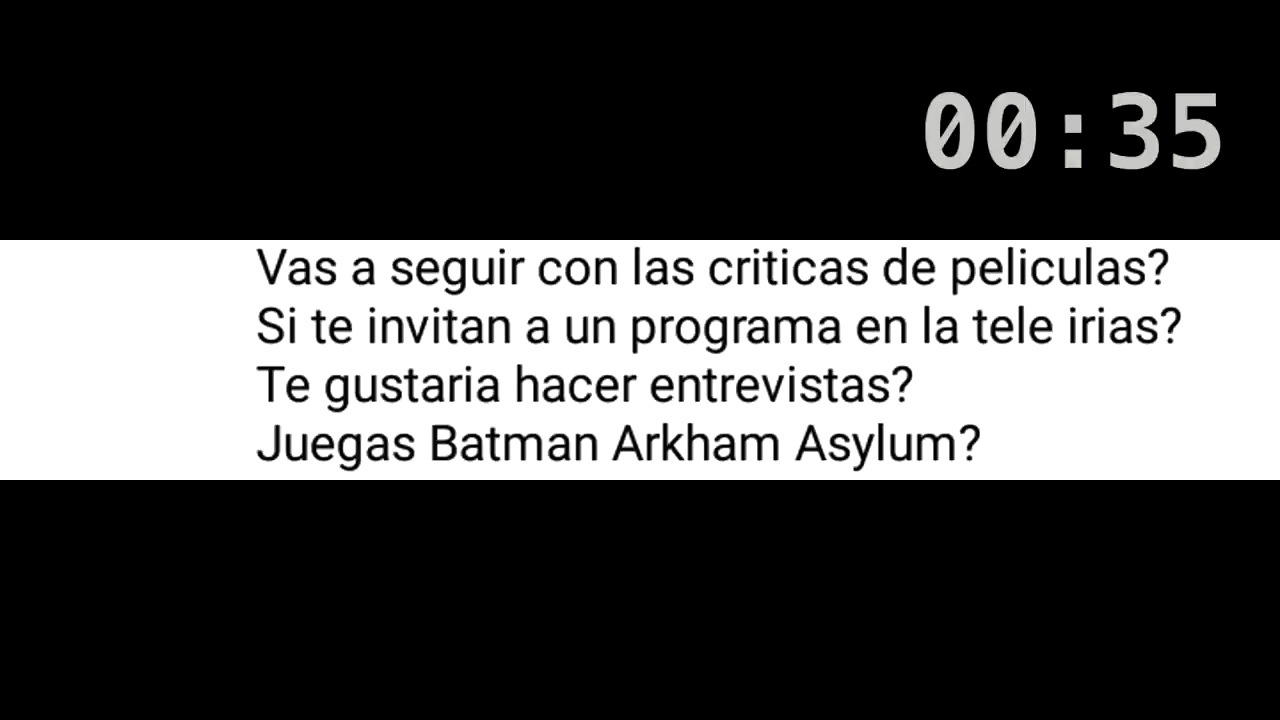 00:35
Vas a seguir con las criticas de peliculas?
Si te invitan a un programa en la tele irias?
Te gustaria hacer entrevistas?
Juegas Batman Arkham Asylum?